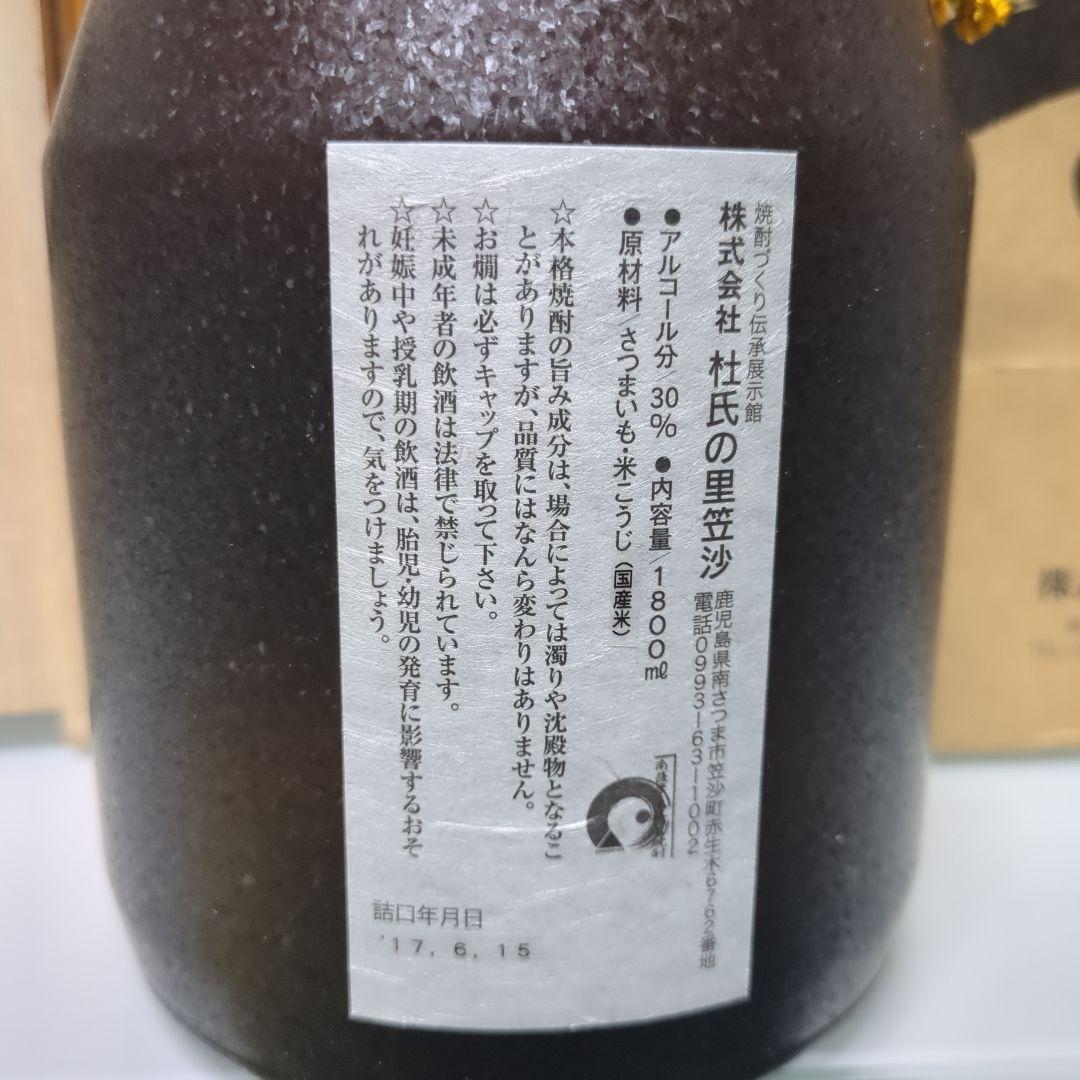 焼酎づくり伝承展示館
株式会社 杜氏の里笠沙
鹿児島県南さつま市笠沙町赤生木6762番地
電話0993-63-1002
●アルコール分/30% ●内容量/1800㎖
●原材料/さつまいも・米こうじ(国産米)
☆本格焼酎の旨み成分は、場合によっては濁りや沈殿物となるこ
とがありますが、品質にはなんら変わりはありません。
☆お燗は必ずキャップを取って下さい。
☆未成年者の飲酒は法律で禁じられています。
☆妊娠中や授乳期の飲酒は、胎児・幼児の発育に影響するおそ
れがありますので、気をつけましょう。
詰口年月日
'17. 6. 15